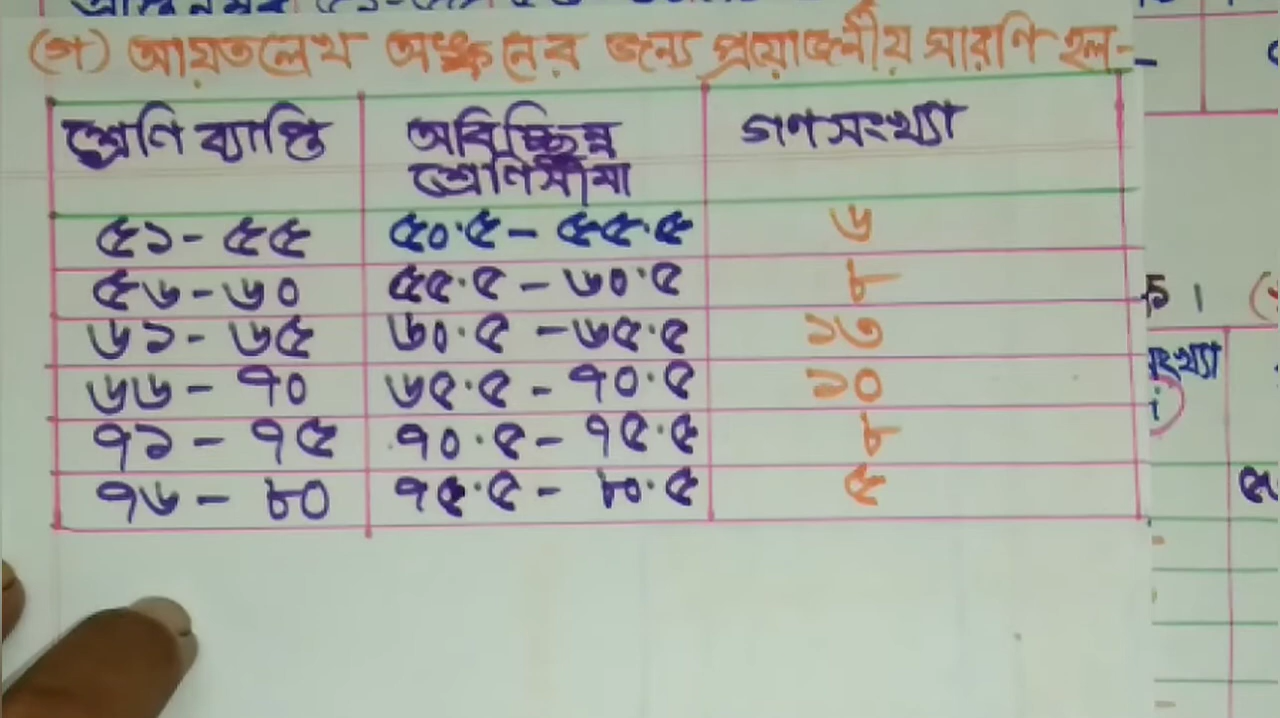 (গ) আয়তলেখ অঙ্কনের জন্য প্রয়োজনীয় সারণি হল-
শ্রেণি ব্যাপ্তি অবিচ্ছিন্ন শ্রেণিসীমা গণসংখ্যা
৫১- ৫৫ ৫০.৫- ৫৫.৫ ৬
৫৬-৬০ ৫৫.৫ - ৬০.৫ ৮
৬১- ৬৫ ৬০.৫ -৬৫.৫ ১৩
৬৬- ৭০ ৬৫.৫ - ৭০.৫ ১০
৭১- ৭৫ ৭০.৫- ৭৫.৫ ৮
৭৬- ৮০ ৭৫.৫- ৮০.৫ ৫